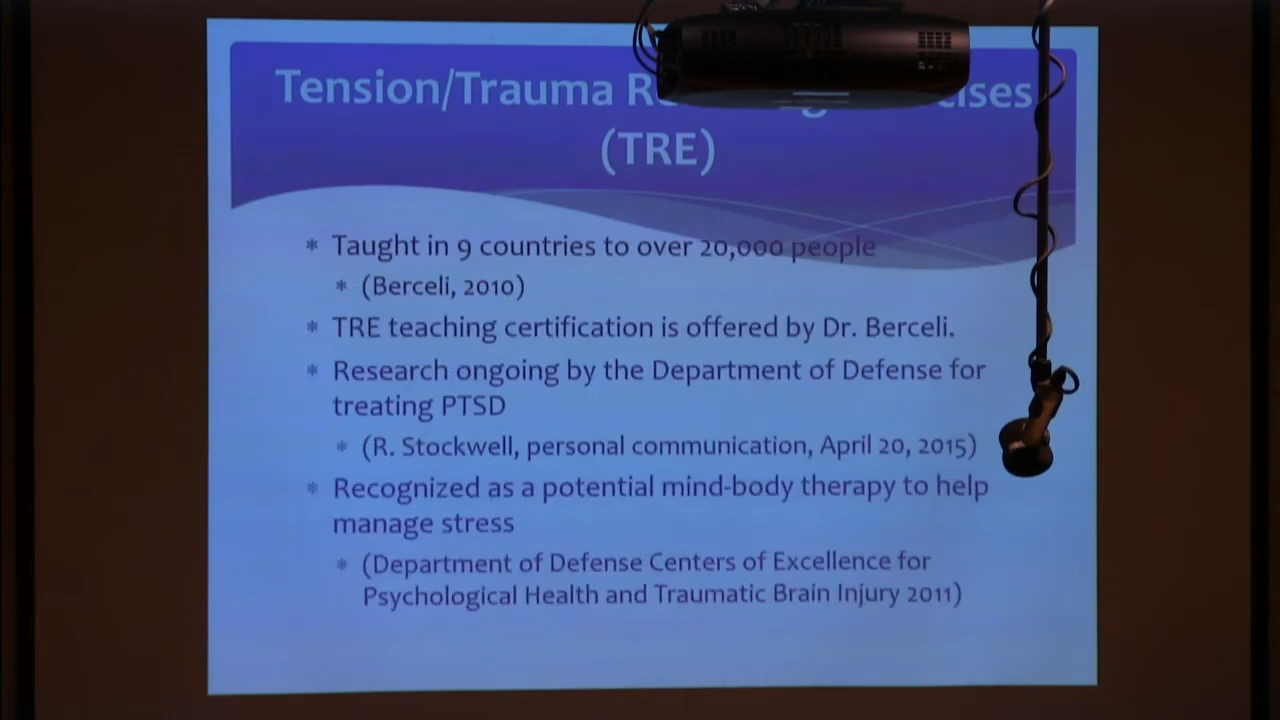 Tension/Trauma
(TRE)
* Taught in 9 countries to over 20,000 people
* (Berceli, 2010)
* TRE teaching certification is offered by Dr. Berceli.
* Research ongoing by the Department of Defense for
treating PTSD
* (R. Stockwell, personal communication, April 20, 2015)
* Recognized as a potential mind-body therapy to help
manage stress
* (Department of Defense Centers of Excellence for
Psychological Health and Traumatic Brain Injury 2011)